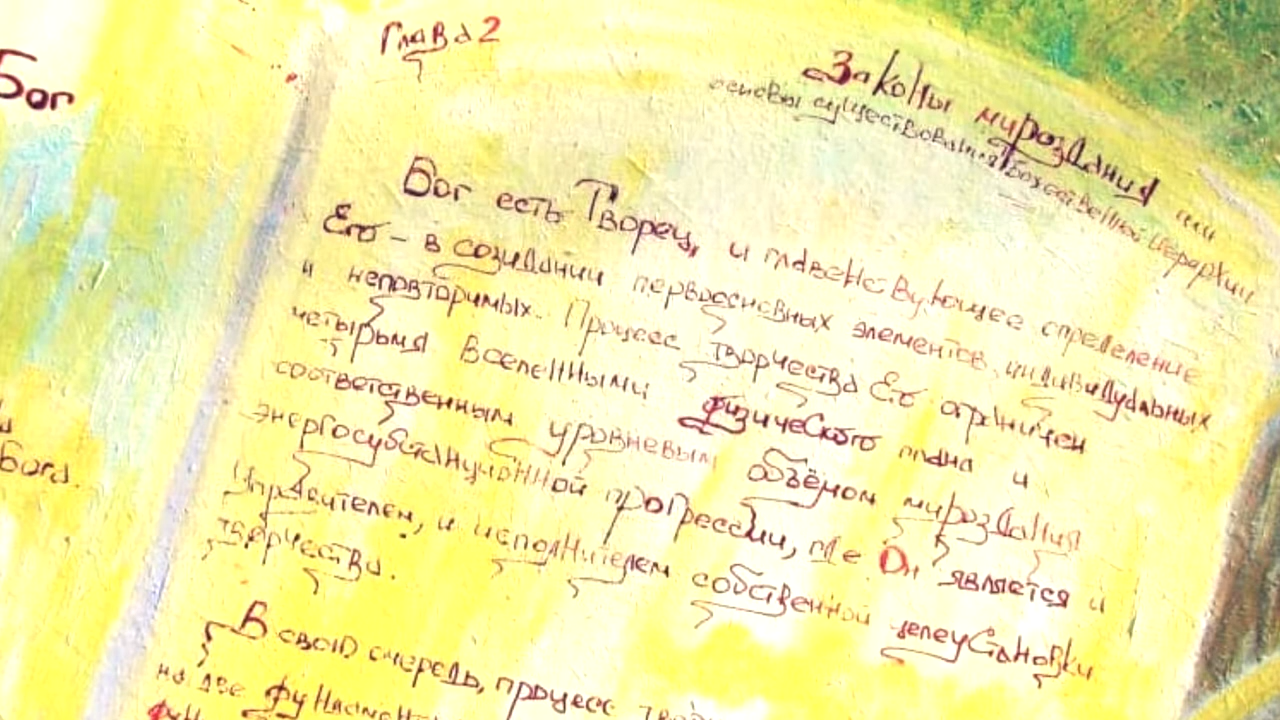 Бог
Бога.
Глава 2
Законы мироздания или
основы существования Божественной Иерархии
Бог есть Творец, и главенствующее определение
Его – в созидании первоосновных элементов индивидуальных
и неповторимых. Процесс творчества Его ограничен
четырьмя Вселенными физического плана и
соответственным уровневым объёмом мироздания
энергосубстанционной прогрессии, где Он является и
Управителем, и исполнителем собственной целеустановки
творчества.
В свою очередь, процесс
на две